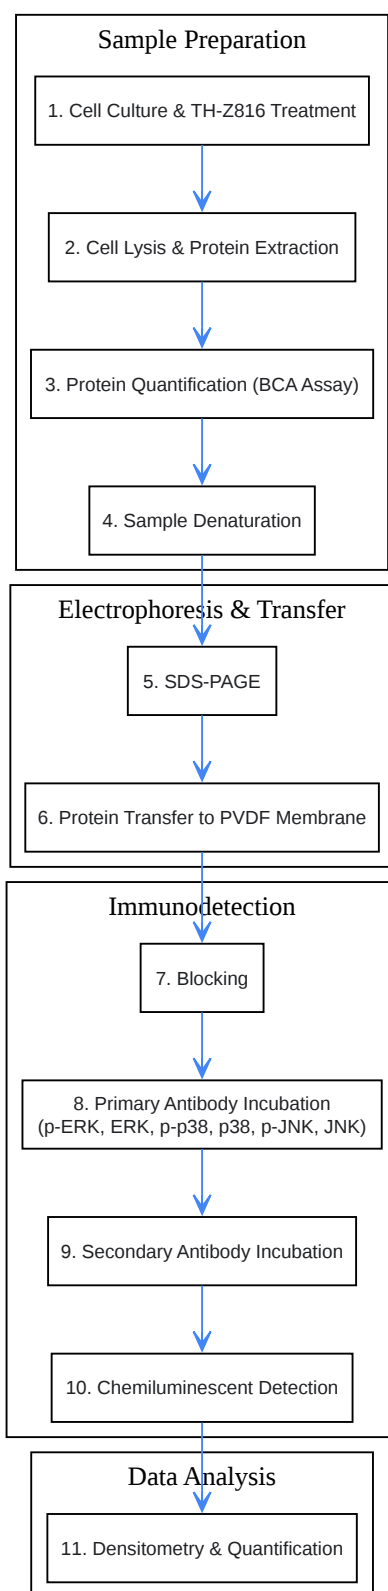 Sample Preparation
1. Cell Culture & TH-Z816 Treatment
2. Cell Lysis & Protein Extraction
3. Protein Quantification (BCA Assay)
4. Sample Denaturation
Electrophoresis & Transfer
5. SDS-PAGE
6. Protein Transfer to PVDF Membrane
Immunodetection
7. Blocking
8. Primary Antibody Incubation
(p-ERK, ERK, p-p38, p38, p-JNK, JNK)
9. Secondary Antibody Incubation
10. Chemiluminescent Detection
Data Analysis
11. Densitometry & Quantification